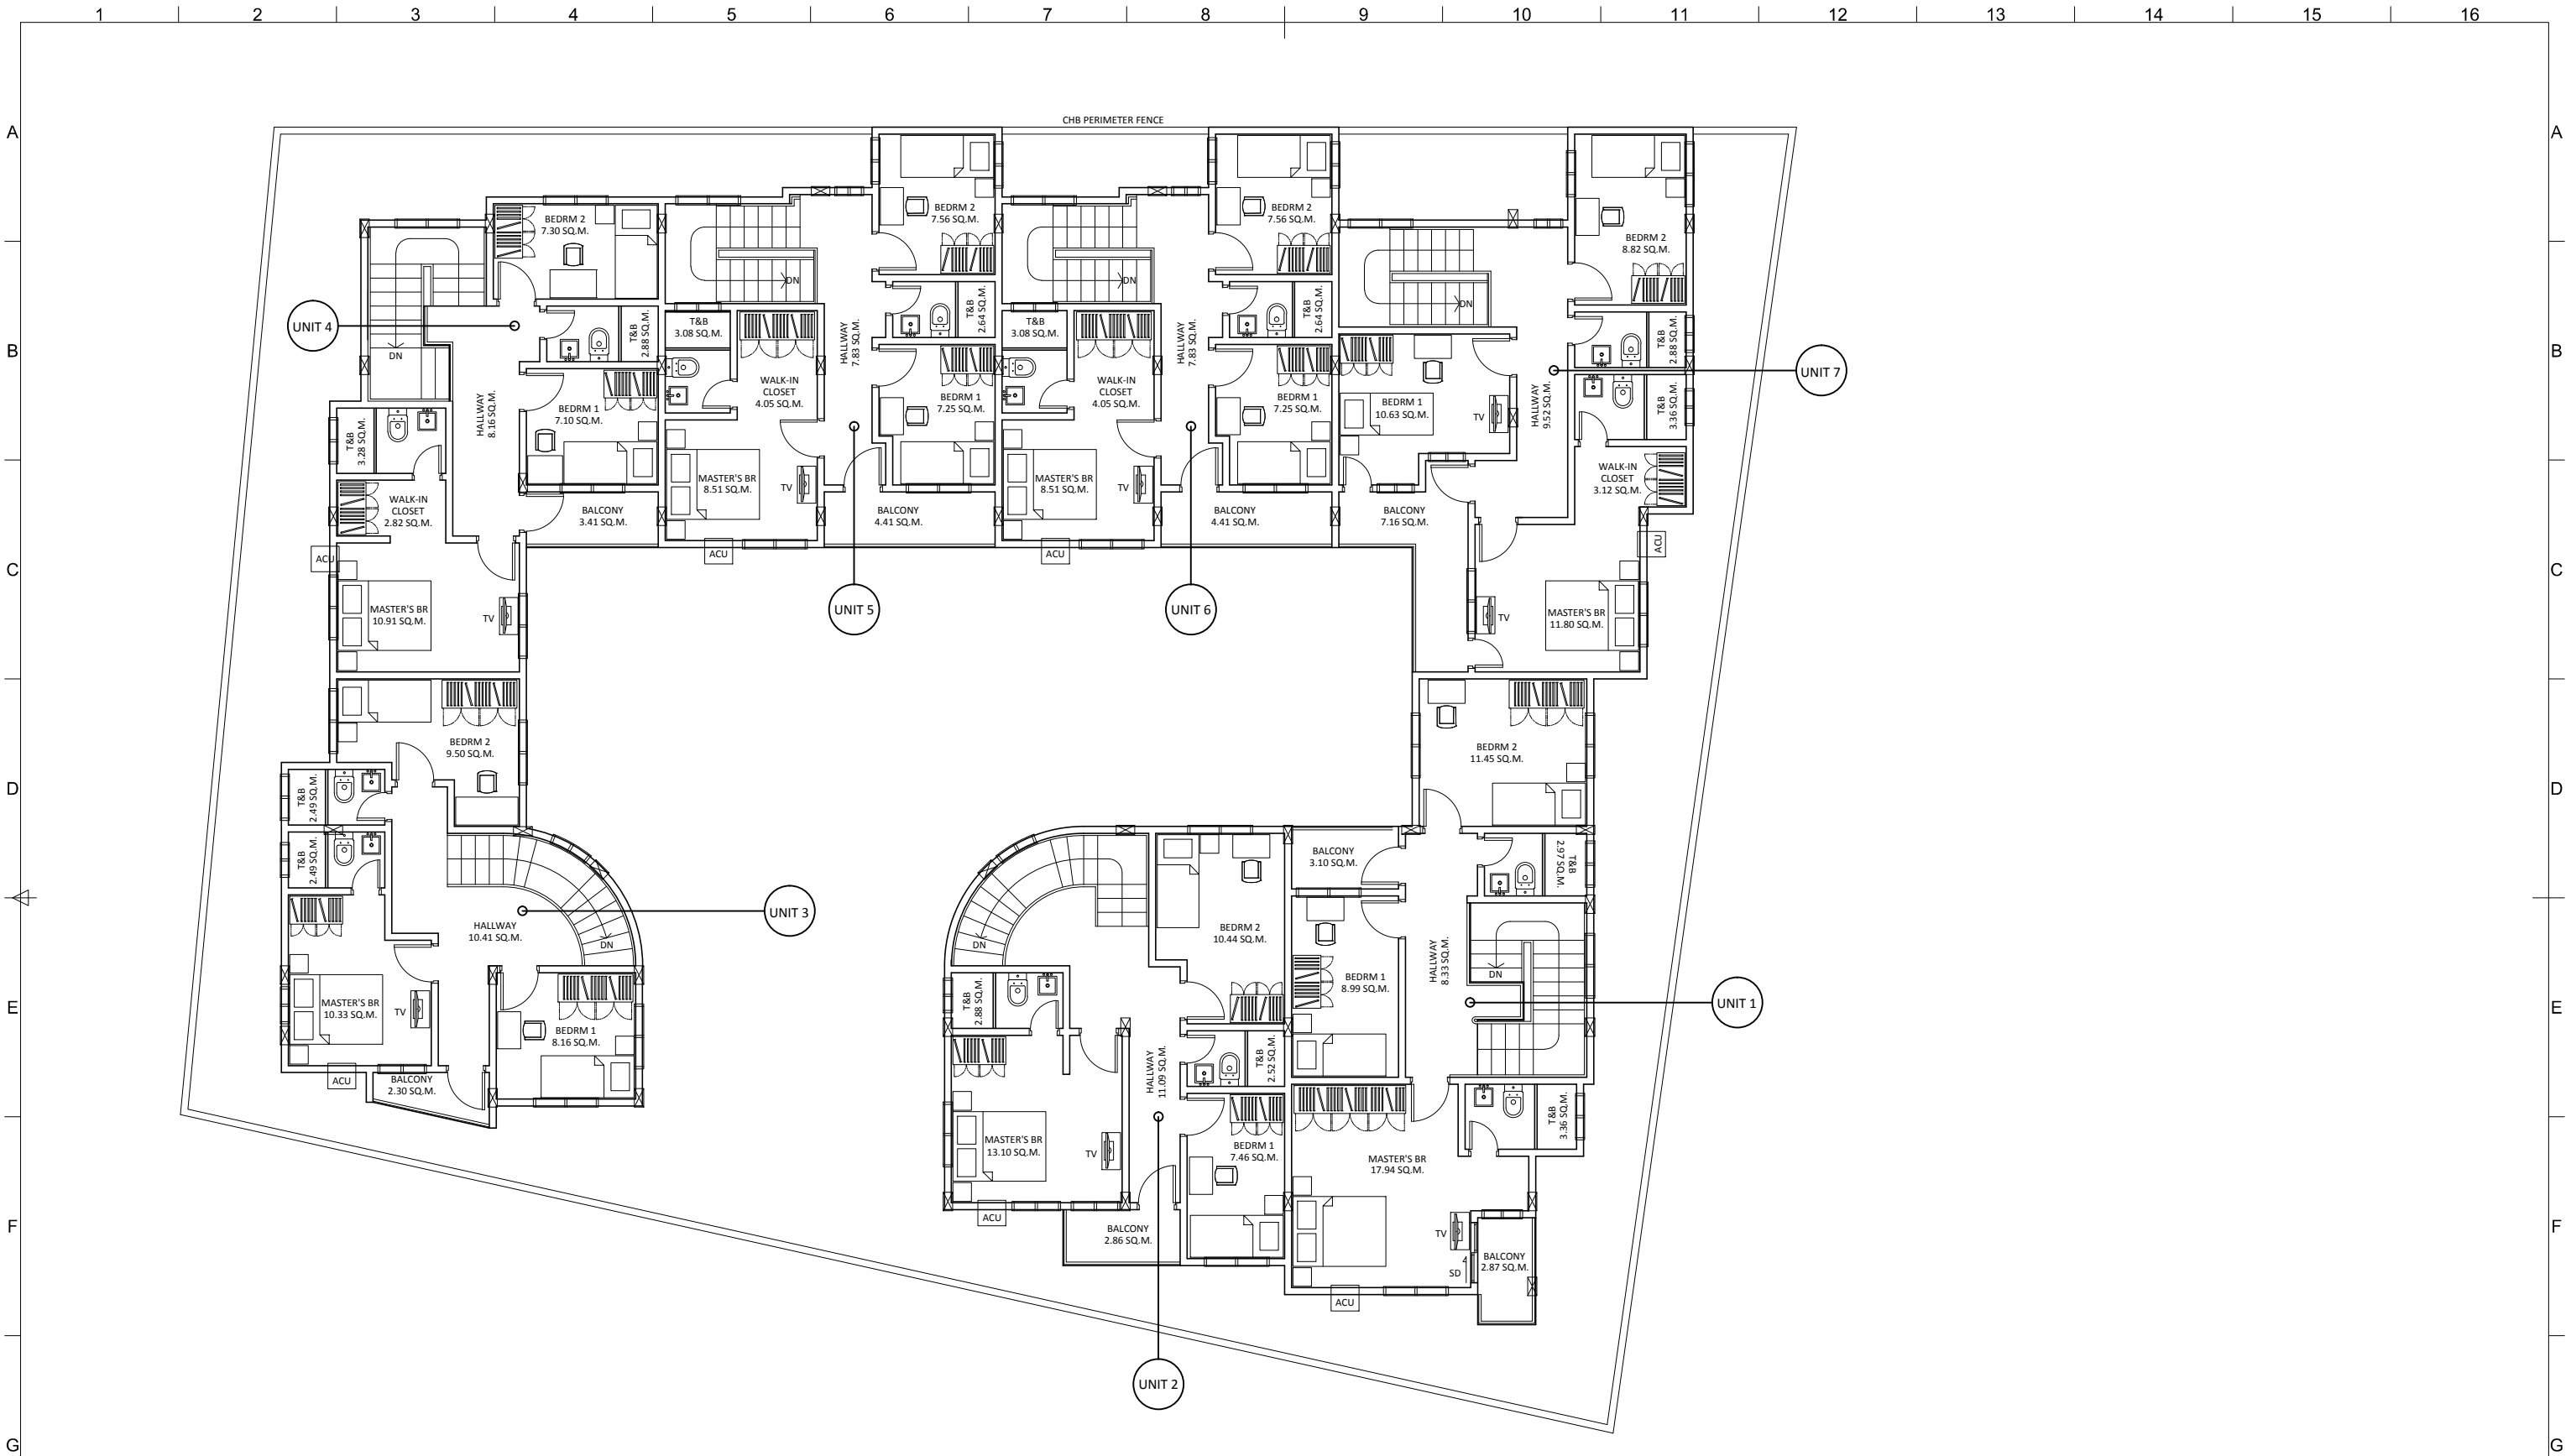 1 2 3 4 5 6 7 8 9 10 11 12 13 14 15 16
A
A
CHB PERIMETER FENCE
BEDRM 2
7.30 SQ.M.
BEDRM 2
7.56 SQ.M.
BEDRM 2
7.56 SQ.M.
BEDRM 2
8.82 SQ.M.
DN
DN
DN
UNIT 4
DN
T&B
2.88 SQ.M.
T&B
3.08 SQ.M.
HALLWAY
7.83 SQ.M.
T&B
2.64 SQ.M.
T&B
3.08 SQ.M.
HALLWAY
7.83 SQ.M.
T&B
2.64 SQ.M.
T&B
2.88 SQ.M.
B
B
UNIT 7
WALK-IN
CLOSET
4.05 SQ.M.
WALK-IN
CLOSET
4.05 SQ.M.
HALLWAY
8.16 SQ.M.
BEDRM 1
7.10 SQ.M.
BEDRM 1
7.25 SQ.M.
BEDRM 1
7.25 SQ.M.
BEDRM 1
10.63 SQ.M.
TV
HALLWAY
9.52 SQ.M.
T&B
3.36 SQ.M.
T&B
3.28 SQ.M.
WALK-IN
CLOSET
2.82 SQ.M.
MASTER'S BR
8.51 SQ.M.
TV
MASTER'S BR
8.51 SQ.M.
TV
WALK-IN
CLOSET
3.12 SQ.M.
BALCONY
3.41 SQ.M.
BALCONY
4.41 SQ.M.
BALCONY
4.41 SQ.M.
BALCONY
7.16 SQ.M.
ACU
ACU
ACU
ACU
C
C
MASTER'S BR
10.91 SQ.M.
TV
UNIT 5
UNIT 6
TV
MASTER'S BR
11.80 SQ.M.
BEDRM 2
9.50 SQ.M.
BEDRM 2
11.45 SQ.M.
D
D
T&B
2.49 SQ.M.
T&B
2.49 SQ.M.
BALCONY
3.10 SQ.M.
T&B
2.97 SQ.M.
UNIT 3
HALLWAY
10.41 SQ.M.
DN
DN
BEDRM 2
10.44 SQ.M.
HALLWAY
8.33 SQ.M.
DN
MASTER'S BR
10.33 SQ.M.
TV
BEDRM 1
8.16 SQ.M.
T&B
2.88 SQ.M.
BEDRM 1
8.99 SQ.M.
UNIT 1
E
E
ACU
BALCONY
2.30 SQ.M.
HALLWAY
11.09 SQ.M.
T&B
2.52 SQ.M.
T&B
3.36 SQ.M.
MASTER'S BR
13.10 SQ.M.
TV
BEDRM 1
7.46 SQ.M.
MASTER'S BR
17.94 SQ.M.
ACU
BALCONY
2.86 SQ.M.
TV
F
F
SD
BALCONY
2.87 SQ.M.
ACU
UNIT 2
G
G